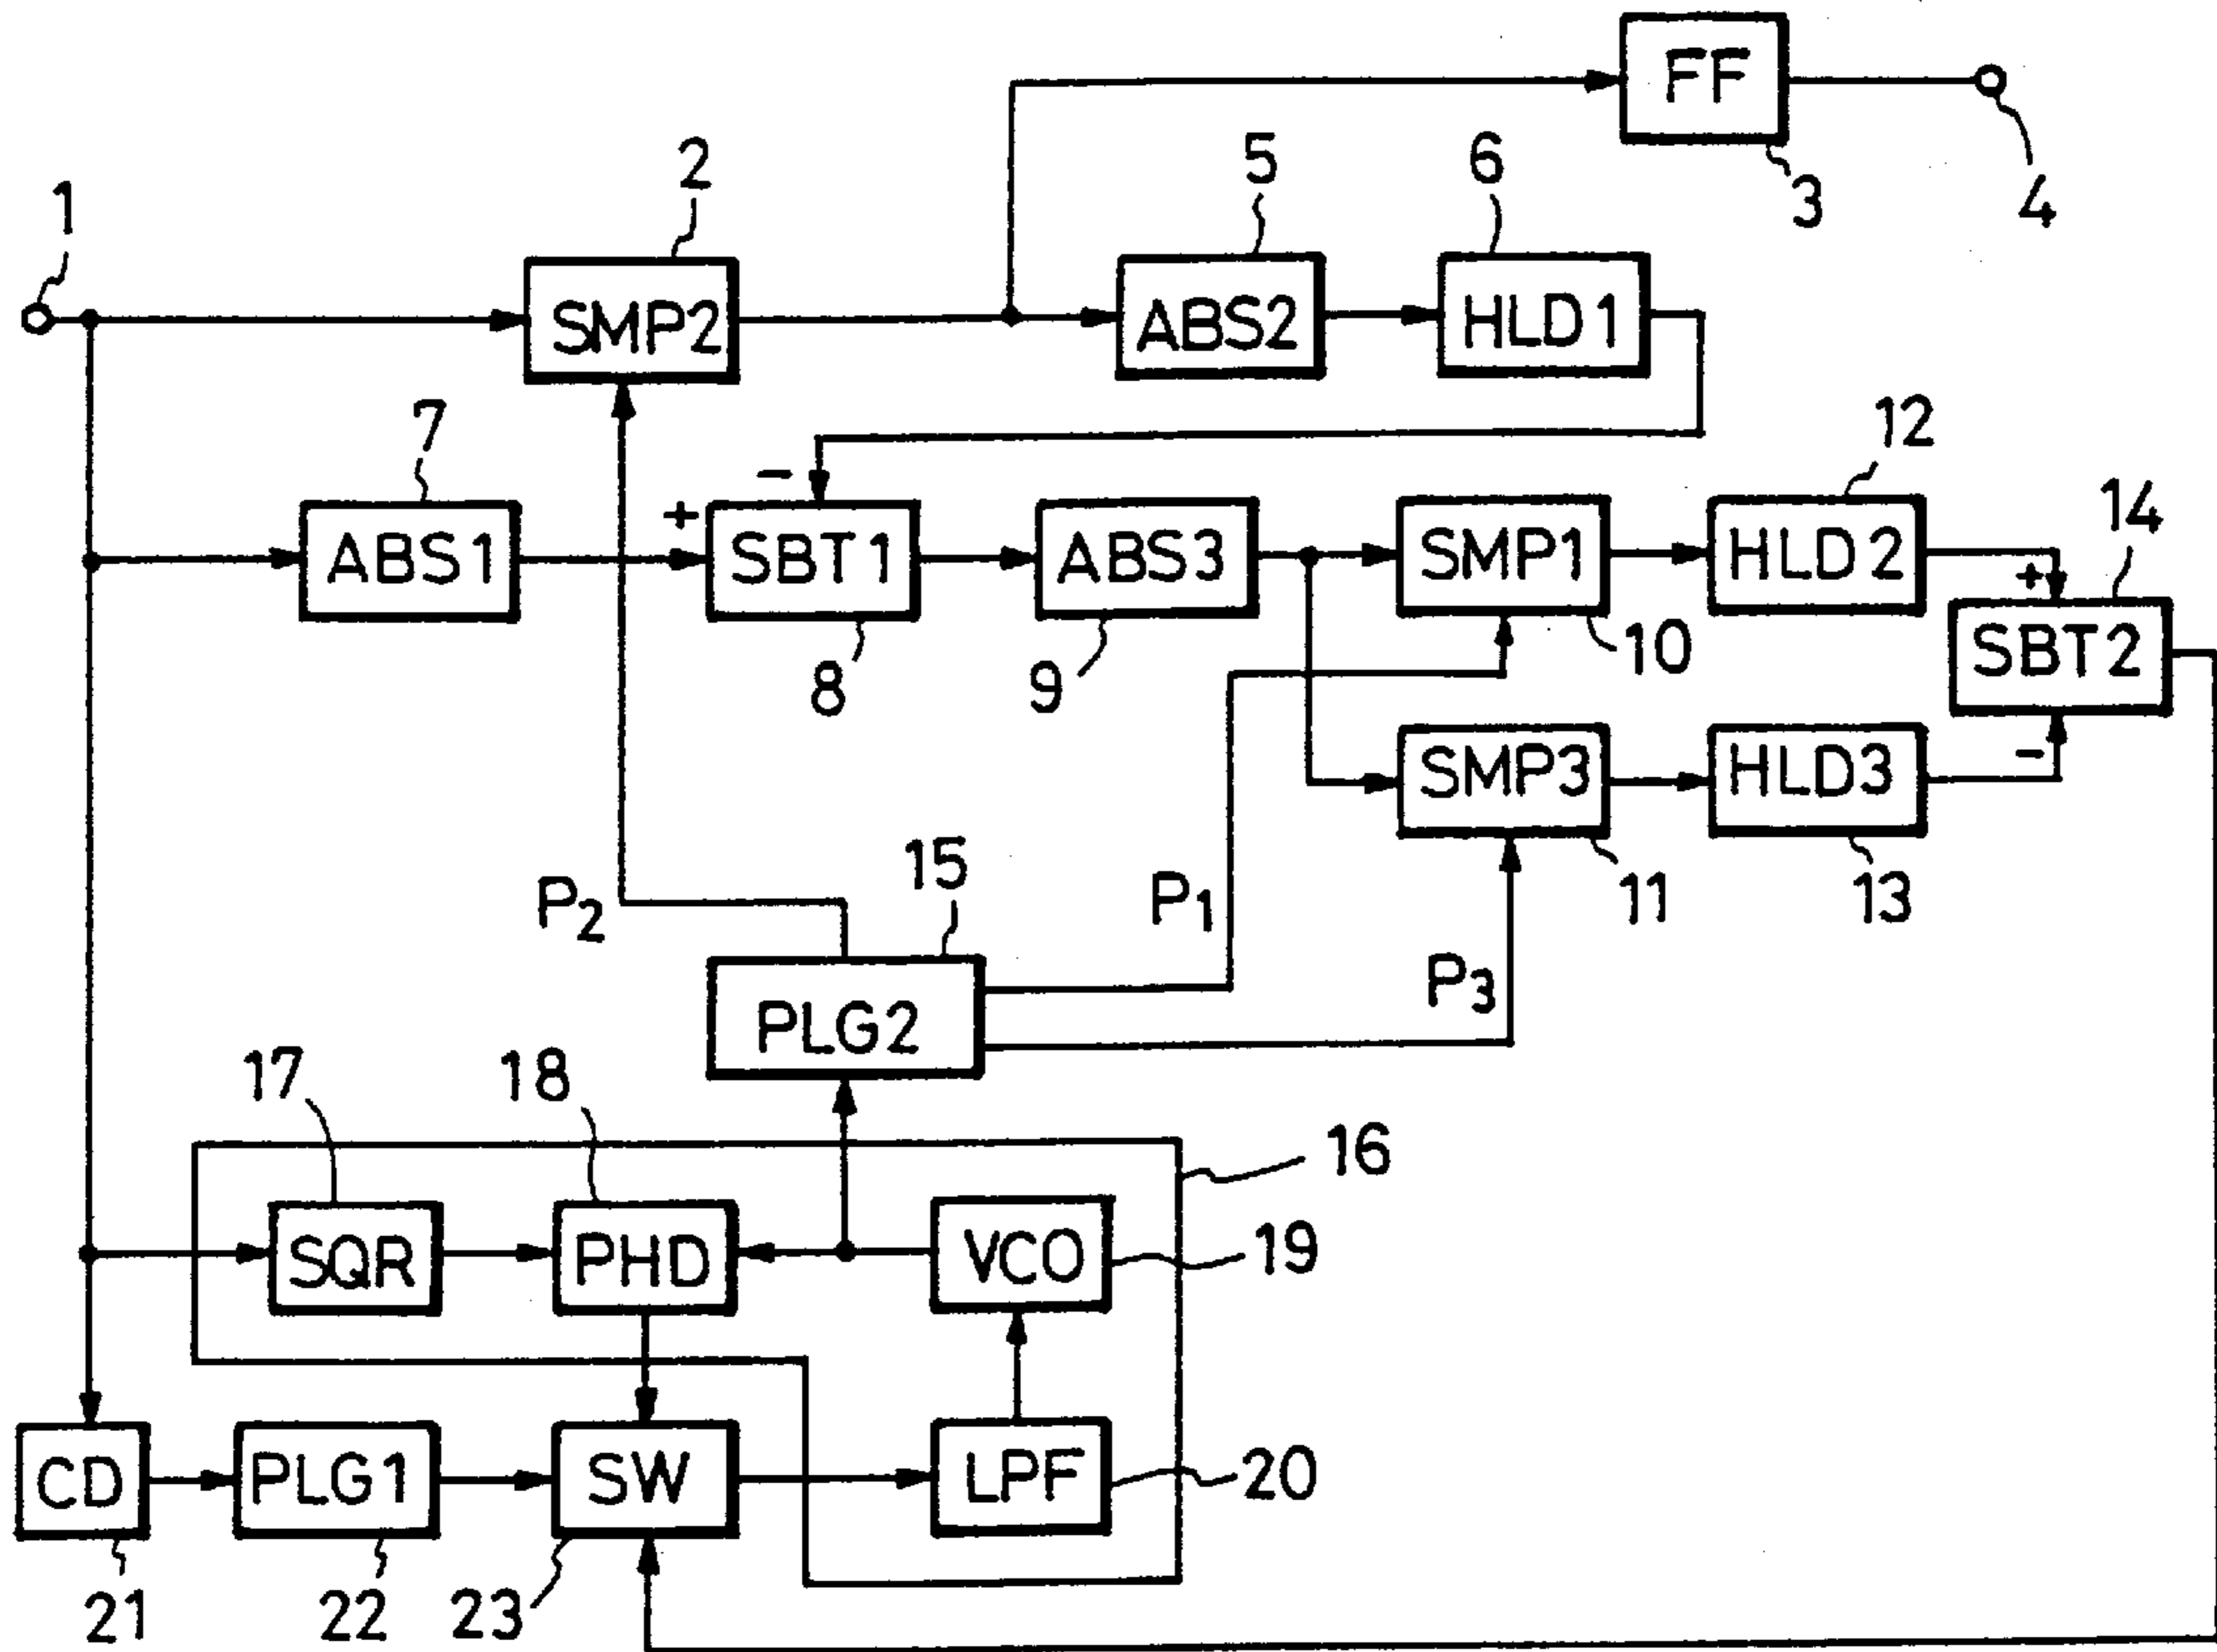 FF
3
4
1
2
SMP2
5
ABS2
6
HLD1
7
ABS1
+
-
SBT1
8
ABS3
9
SMP1
10
12
HLD2
+
14
SBT2
-
SMP3
11
HLD3
13
P2
15
PLG2
P1
P3
16
17
SQR
18
PHD
VCO
19
CD
21
PLG1
22
SW
23
LPF
20